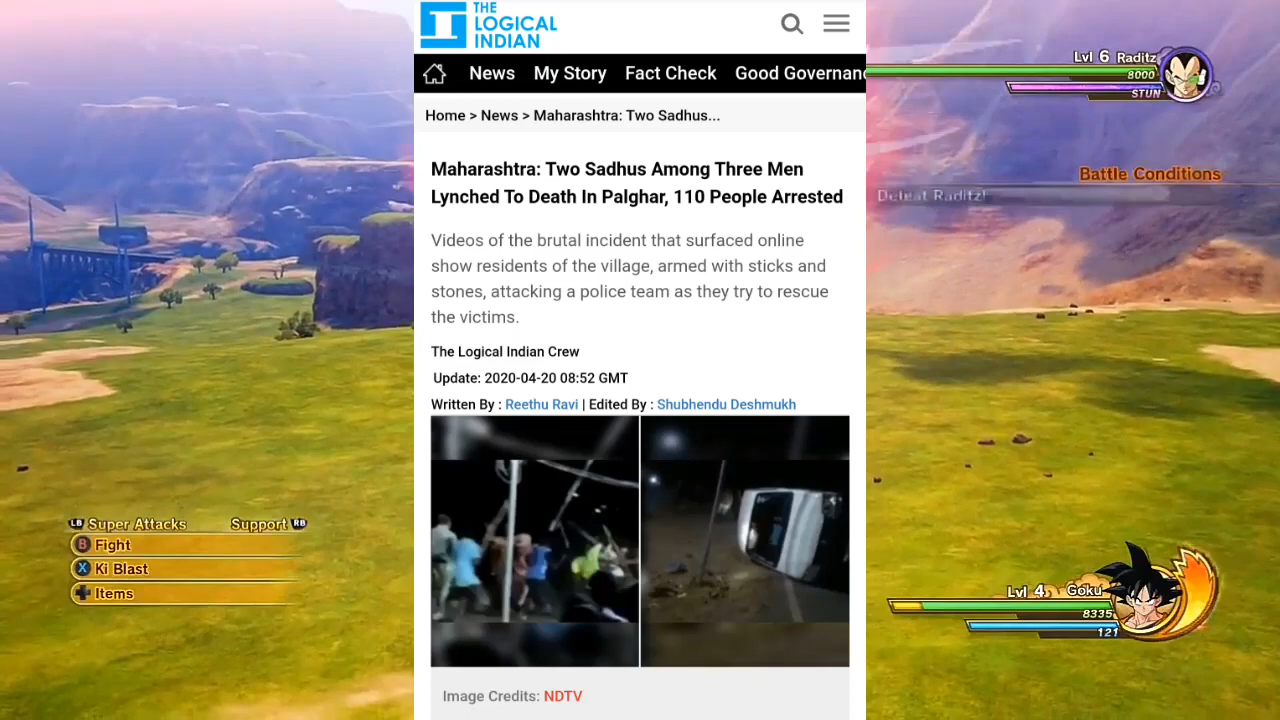 THE
LOGICAL
INDIAN
News My Story Fact Check Good Governan
Home > News > Maharashtra: Two Sadhus...
Maharashtra: Two Sadhus Among Three Men
Lynched To Death In Palghar, 110 People Arrested
Videos of the brutal incident that surfaced online
show residents of the village, armed with sticks and
stones, attacking a police team as they try to rescue
the victims.
The Logical Indian Crew
Update: 2020-04-20 08:52 GMT
Written By : Reethu Ravi | Edited By : Shubhendu Deshmukh
Image Credits: NDTV
LB Super Attacks Support RB
B Fight
X Ki Blast
Items
Lvl 6 Raditz
8000
STUN
Battle Conditions
Defeat Raditz!
Lvl 4 Goku
8335
121